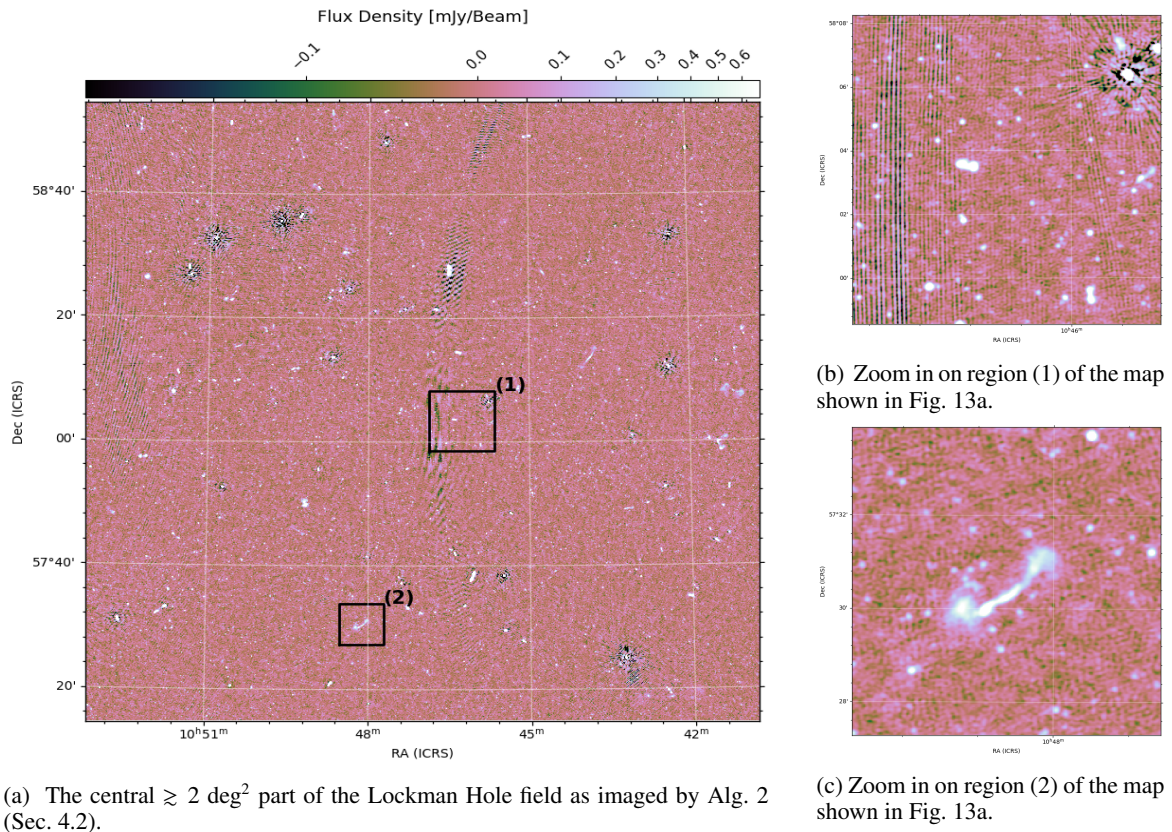 Flux Density [mJy/Beam]
−0.1 0.0 0.1 0.2 0.3 0.4 0.5 0.6
58°40'
20'
00'
57°40'
20'
Dec (ICRS)
(1)
(2)
10ʰ51ᵐ 48ᵐ 45ᵐ 42ᵐ
RA (ICRS)
(a) The central ≳ 2 deg² part of the Lockman Hole field as imaged by Alg. 2
(Sec. 4.2).
58°08'
06'
04'
02'
00'
Dec (ICRS)
10ʰ46ᵐ
RA (ICRS)
(b) Zoom in on region (1) of the map
shown in Fig. 13a.
57°32'
30'
28'
Dec (ICRS)
10ʰ48ᵐ
RA (ICRS)
(c) Zoom in on region (2) of the map
shown in Fig. 13a.